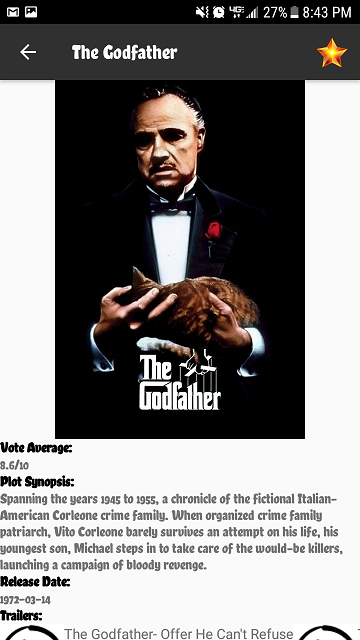 4G 27% 8:43 PM
The Godfather
The
Godfather
Vote Average:
8.6/10
Plot Synopsis:
Spanning the years 1945 to 1955, a chronicle of the fictional Italian-
American Corleone crime family. When organized crime family
patriarch, Vito Corleone barely survives an attempt on his life, his
youngest son, Michael steps in to take care of the would-be killers,
launching a campaign of bloody revenge.
Release Date:
1972-03-14
Trailers:
The Godfather- Offer He Can't Refuse